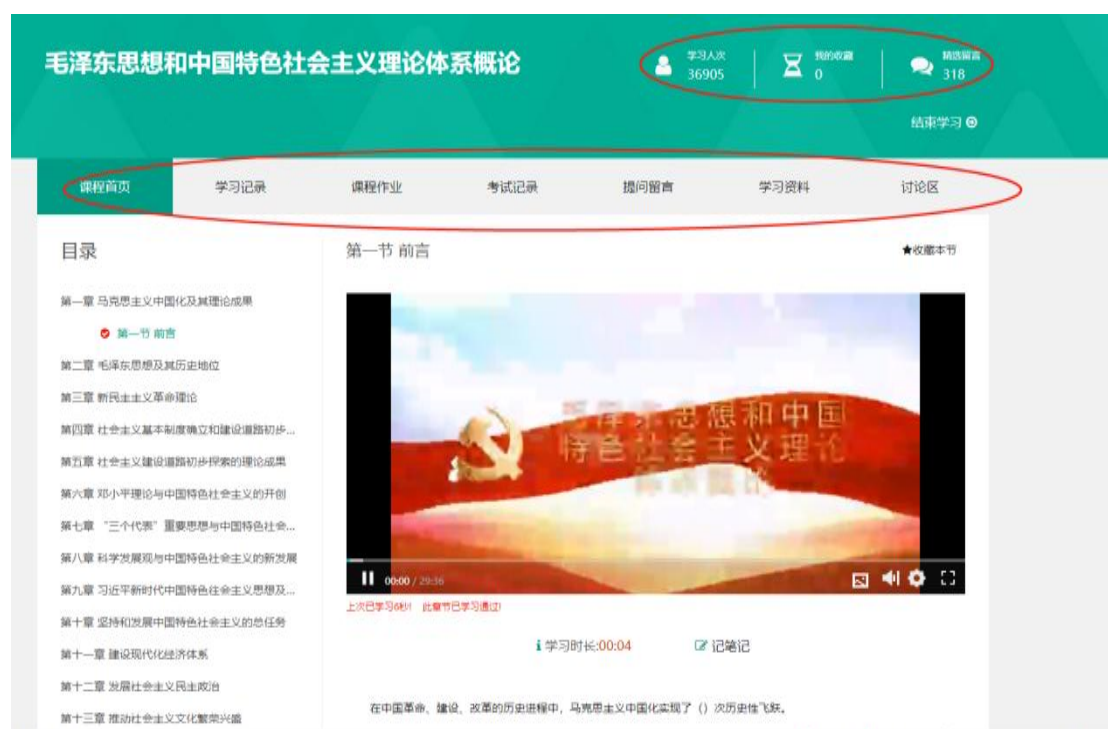 毛泽东思想和中国特色社会主义理论体系概论
学习人次
36905
我的收藏
0
精选留言
318
结束学习
课程首页
学习记录
课程作业
考试记录
提问留言
学习资料
讨论区
目录
第一章 马克思主义中国化及其理论成果
第一节 前言
第二章 毛泽东思想及其历史地位
第三章 新民主主义革命理论
第四章 社会主义基本制度确立和建设道路初步...
第五章 社会主义建设道路初步探索的理论成果
第六章 邓小平理论与中国特色社会主义的开创
第七章 “三个代表”重要思想与中国特色社会...
第八章 科学发展观与中国特色社会主义的新发展
第九章 习近平新时代中国特色社会主义思想及...
第十章 坚持和发展中国特色社会主义的总任务
第十一章 建设现代化经济体系
第十二章 发展社会主义民主政治
第十三章 推动社会主义文化繁荣兴盛
第一节 前言
★收藏本节
毛泽东思想和中国
特色社会主义理论
体系概论
00:00 / 29:36
上次已学习6秒! 此章节已学习通过!
学习时长:00:04
记笔记
在中国革命、建设、改革的历史进程中，马克思主义中国化实现了（）次历史性飞跃。